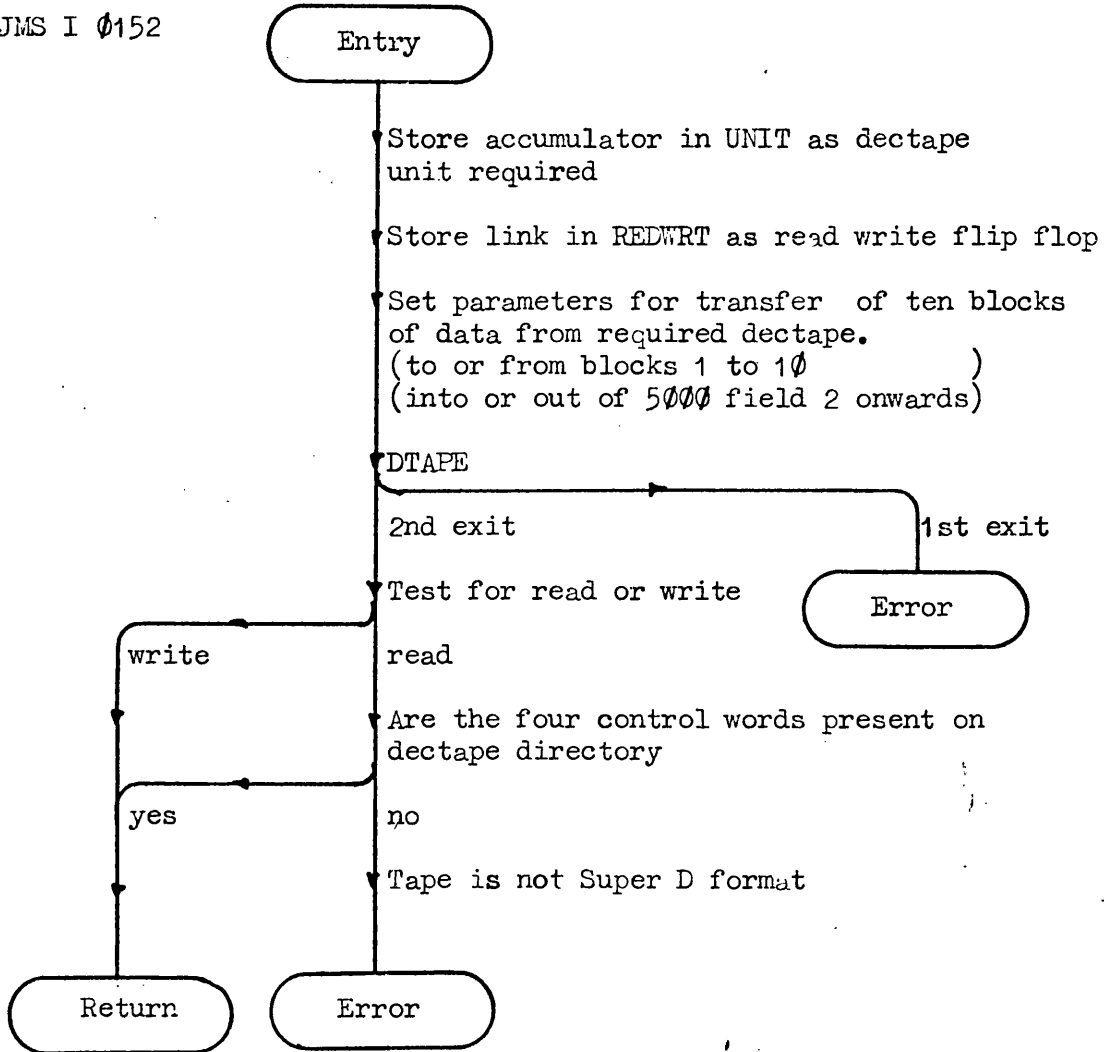 JMS I Ø152
Entry
Store accumulator in UNIT as dectape
unit required
Store link in REDWRT as read write flip flop
Set parameters for transfer of ten blocks
of data from required dectape.
(to or from blocks 1 to 1Ø )
(into or out of 5ØØØ field 2 onwards)
DTAPE
2nd exit
1st exit
Test for read or write
Error
write
read
Are the four control words present on
dectape directory
yes
no
Tape is not Super D format
Return
Error